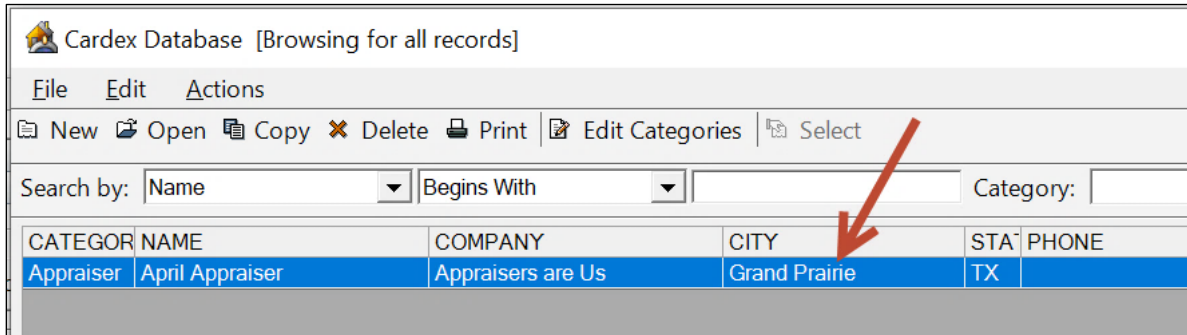 Cardex Database [Browsing for all records]
File Edit Actions
New Open Copy Delete Print Edit Categories Select
Search by: Name Begins With Category:
CATEGOR NAME COMPANY CITY STAT PHONE
Appraiser April Appraiser Appraisers are Us Grand Prairie TX